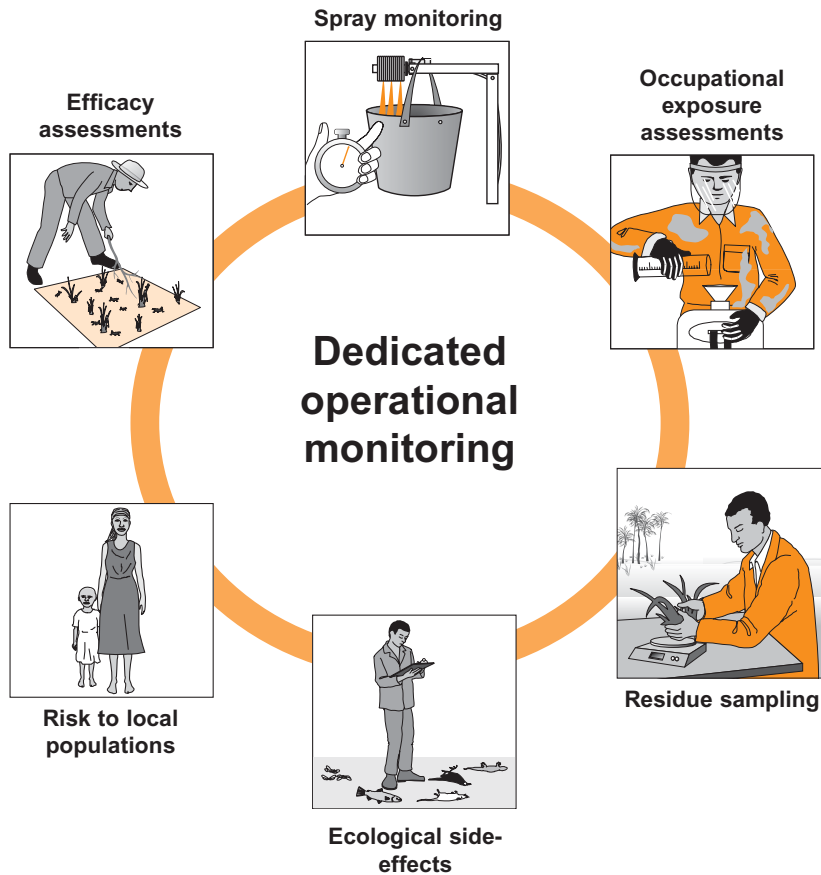 Spray monitoring
Occupational
exposure
assessments
Efficacy
assessments
Dedicated
operational
monitoring
Residue sampling
Risk to local
populations
Ecological side-
effects